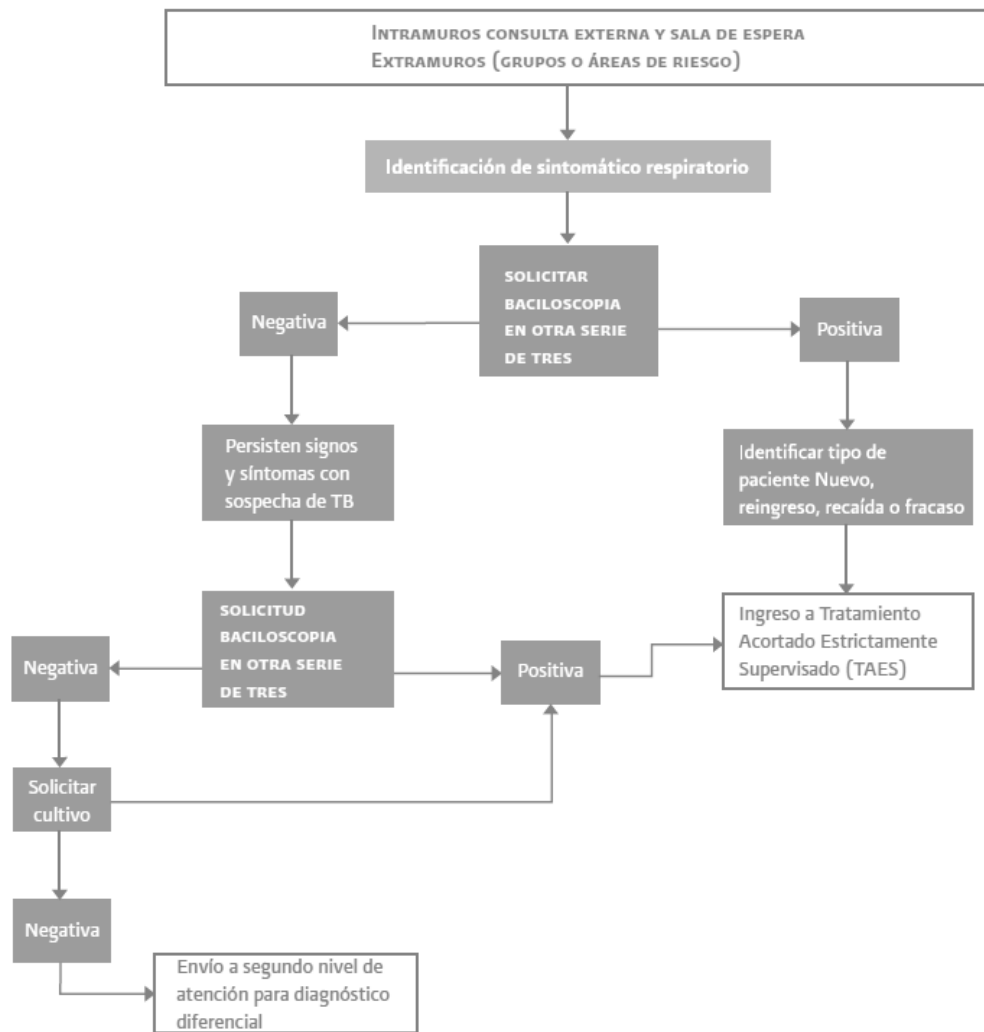 INTRAMUROS CONSULTA EXTERNA Y SALA DE ESPERA
EXTRAMUROS (GRUPOS O ÁREAS DE RIESGO)
Identificación de sintomático respiratorio
SOLICITAR
BACILOSCOPIA
EN OTRA SERIE
DE TRES
Negativa
Positiva
Persisten signos
y síntomas con
sospecha de TB
Identificar tipo de
paciente Nuevo,
reingreso, recaída o fracaso
SOLICITUD
BACILOSCOPIA
EN OTRA SERIE
DE TRES
Ingreso a Tratamiento
Acortado Estrictamente
Supervisado (TAES)
Negativa
Positiva
Solicitar
cultivo
Negativa
Envío a segundo nivel de
atención para diagnóstico
diferencial